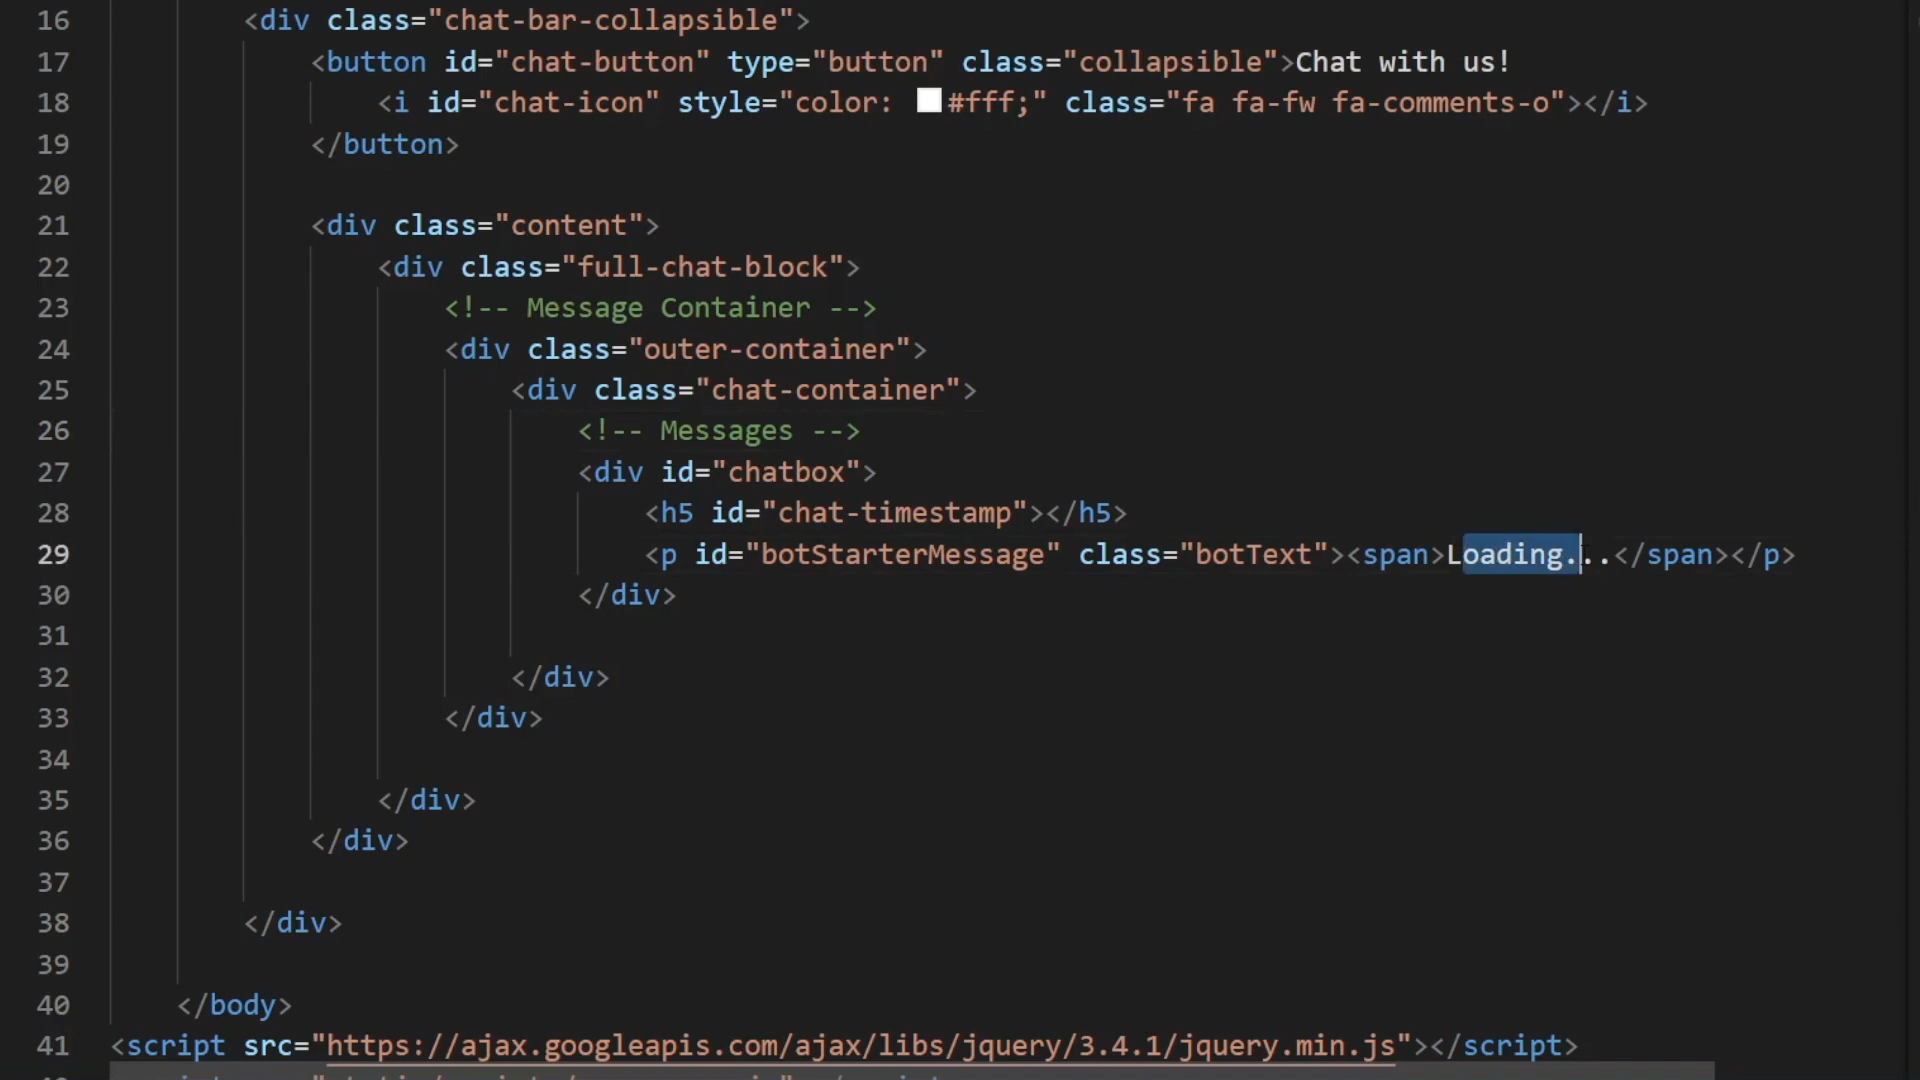 16 <div class="chat-bar-collapsible">
17 <button id="chat-button" type="button" class="collapsible">Chat with us!
18 <i id="chat-icon" style="color: #fff;" class="fa fa-fw fa-comments-o"></i>
19 </button>
20
21 <div class="content">
22 <div class="full-chat-block">
23 <!-- Message Container -->
24 <div class="outer-container">
25 <div class="chat-container">
26 <!-- Messages -->
27 <div id="chatbox">
28 <h5 id="chat-timestamp"></h5>
29 <p id="botStarterMessage" class="botText"><span>Loading...</span></p>
30 </div>
31
32 </div>
33 </div>
34
35 </div>
36 </div>
37
38 </div>
39
40 </body>
41 <script src="https://ajax.googleapis.com/ajax/libs/jquery/3.4.1/jquery.min.js"></script>